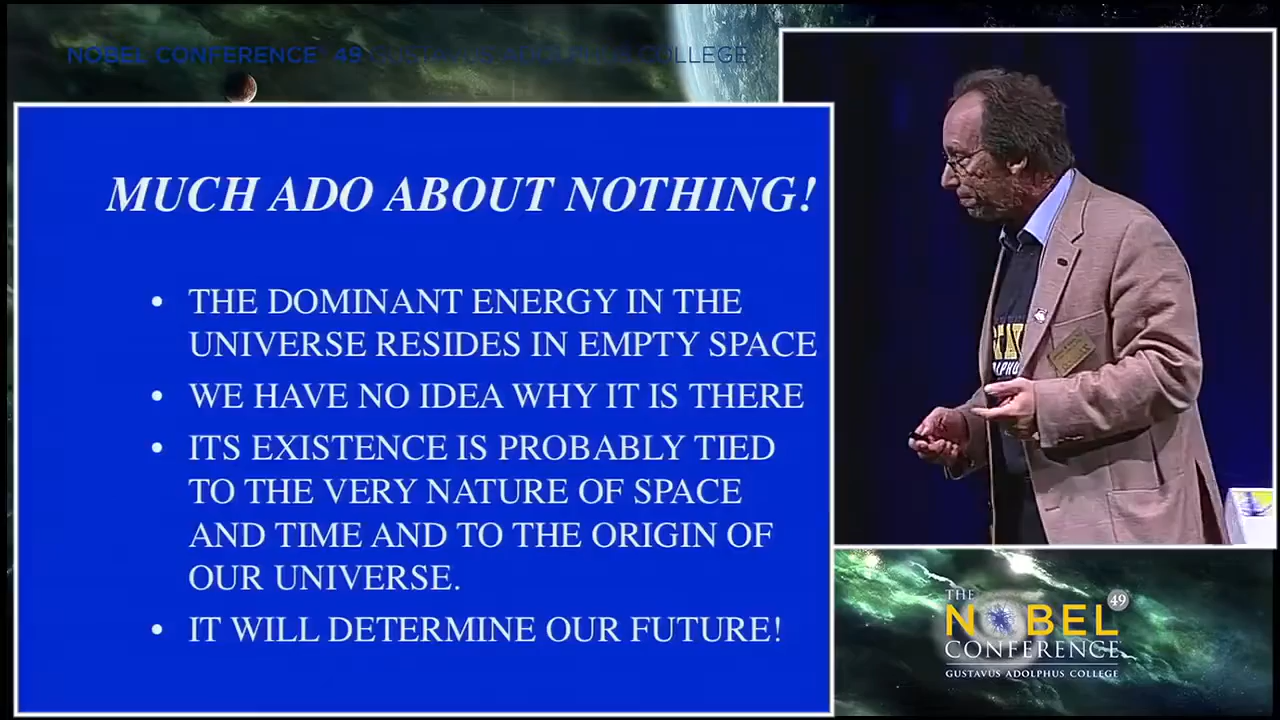 NOBEL CONFERENCE® 49 GUSTAVUS ADOLPHUS COLLEGE
MUCH ADO ABOUT NOTHING!
• THE DOMINANT ENERGY IN THE
UNIVERSE RESIDES IN EMPTY SPACE
• WE HAVE NO IDEA WHY IT IS THERE
• ITS EXISTENCE IS PROBABLY TIED
TO THE VERY NATURE OF SPACE
AND TIME AND TO THE ORIGIN OF
OUR UNIVERSE.
• IT WILL DETERMINE OUR FUTURE!
THE
NOBEL 49
CONFERENCE
GUSTAVUS ADOLPHUS COLLEGE